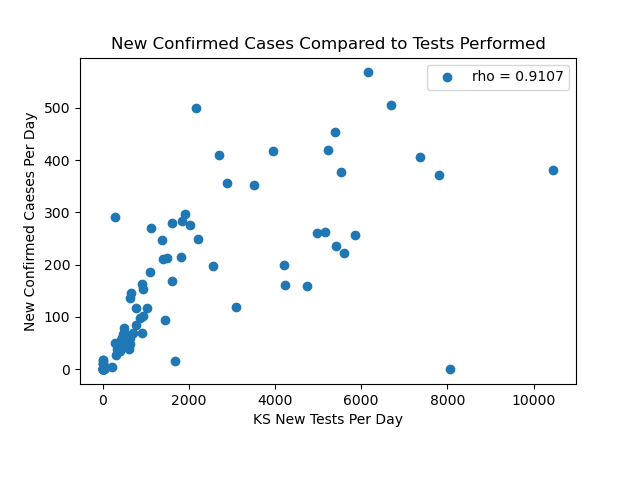 New Confirmed Cases Compared to Tests Performed
rho = 0.9107
New Confirmed Caeses Per Day
500
400
300
200
100
0
0 2000 4000 6000 8000 10000
KS New Tests Per Day